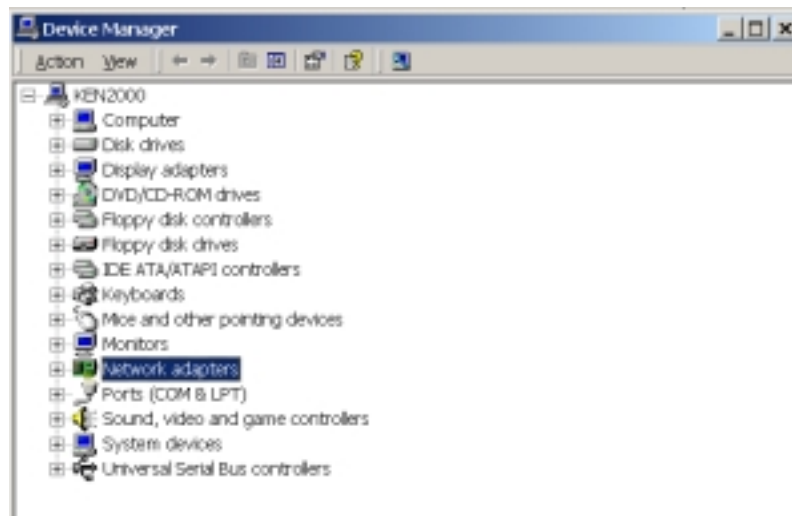 Device Manager
Action View
KEN2000
Computer
Disk drives
Display adapters
DVD/CD-ROM drives
Floppy disk controllers
Floppy disk drives
IDE ATA/ATAPI controllers
Keyboards
Mice and other pointing devices
Monitors
Network adapters
Ports (COM & LPT)
Sound, video and game controllers
System devices
Universal Serial Bus controllers